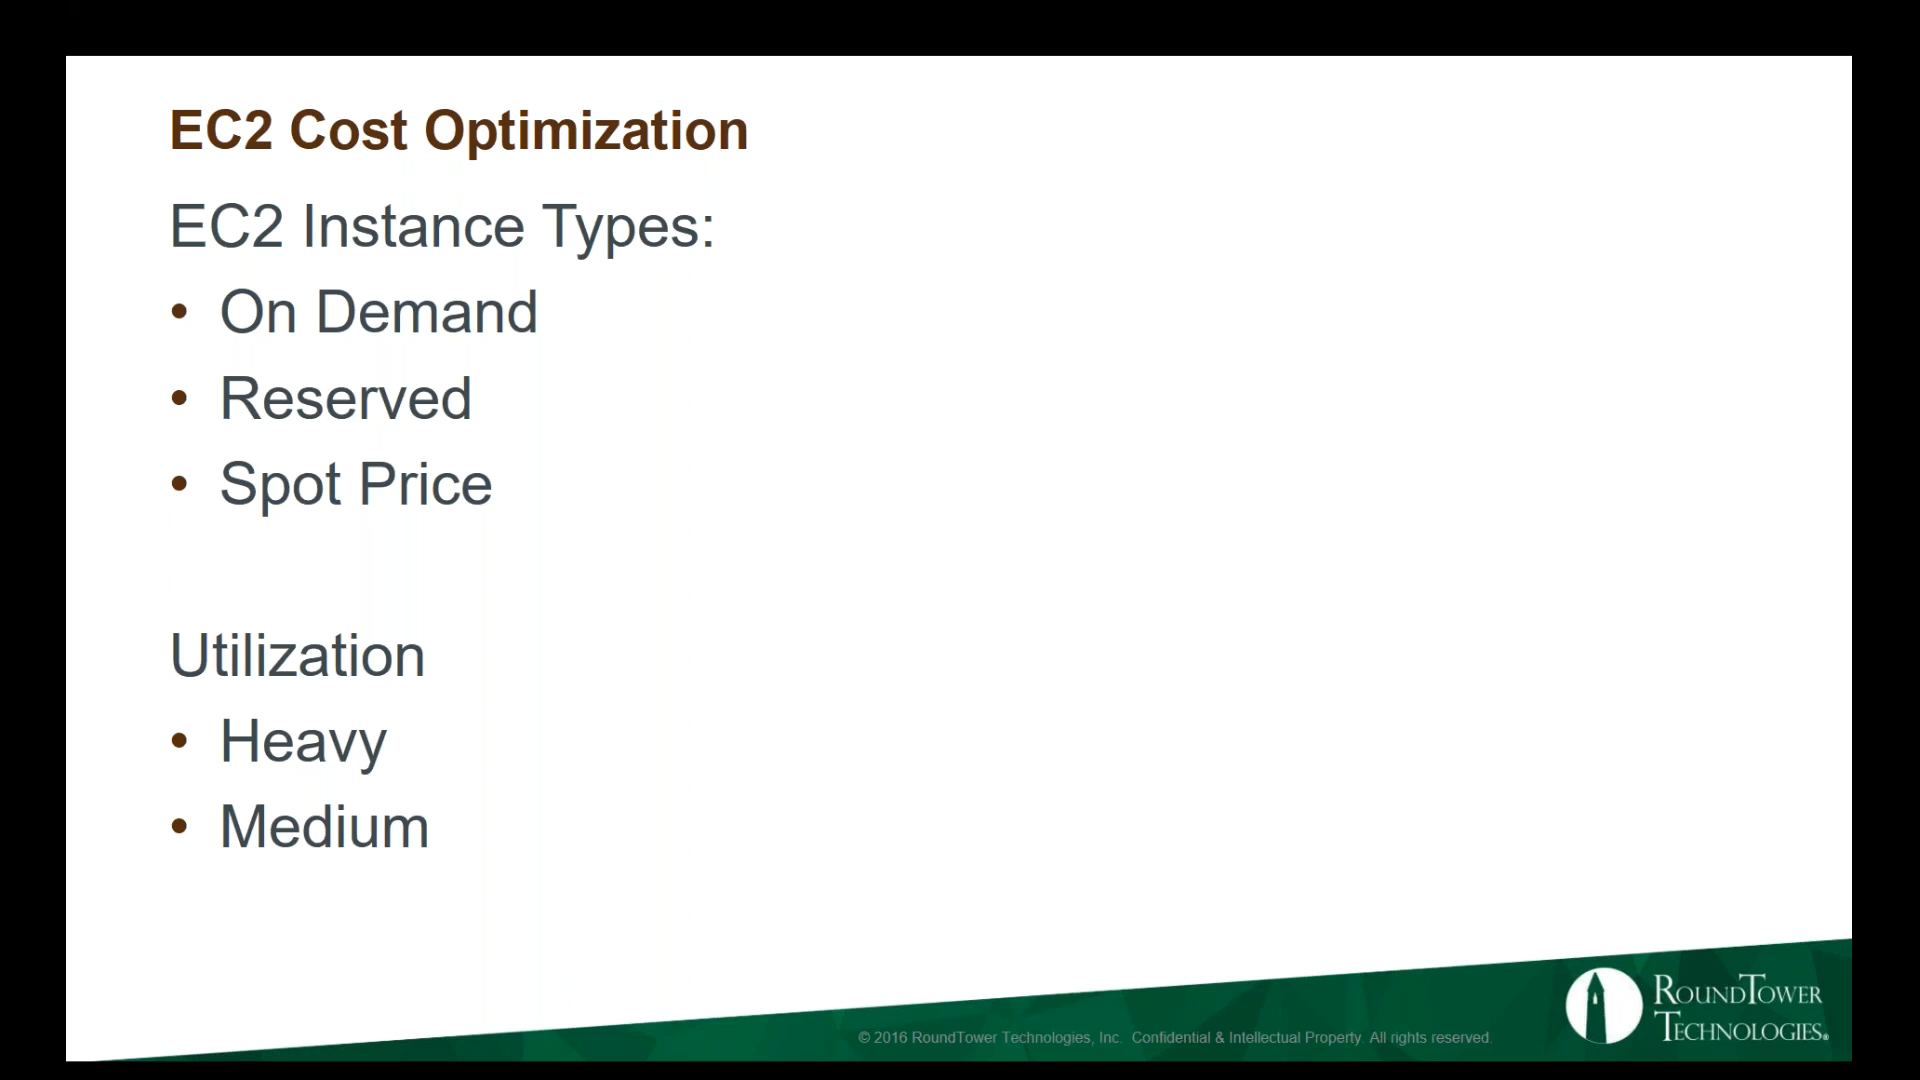 EC2 Cost Optimization
EC2 Instance Types:
• On Demand
• Reserved
• Spot Price
Utilization
• Heavy
• Medium
© 2016 RoundTower Technologies, Inc. Confidential & Intellectual Property. All rights reserved.
ROUNDTOWER
TECHNOLOGIES®